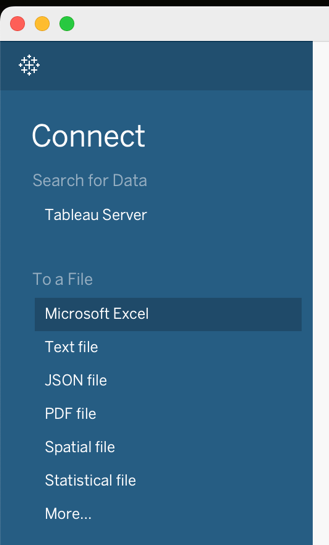 Connect
Search for Data
Tableau Server
To a File
Microsoft Excel
Text file
JSON file
PDF file
Spatial file
Statistical file
More...